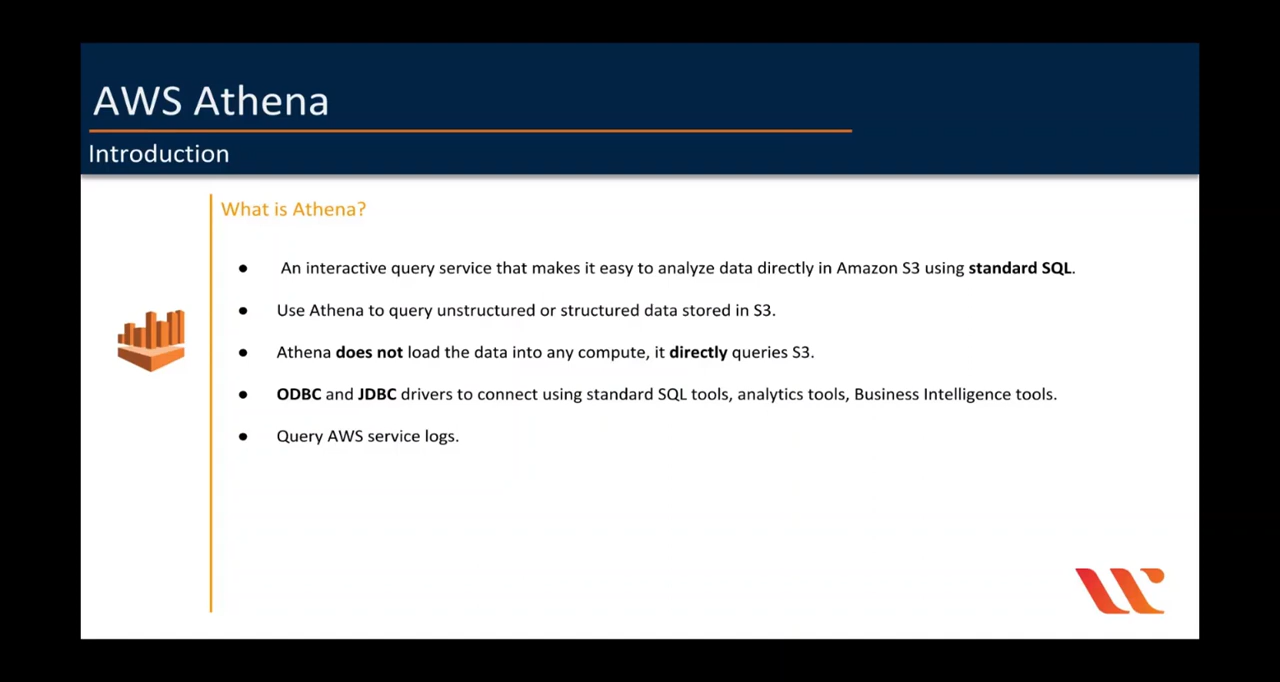 AWS Athena
Introduction
What is Athena?
● An interactive query service that makes it easy to analyze data directly in Amazon S3 using standard SQL.
● Use Athena to query unstructured or structured data stored in S3.
● Athena does not load the data into any compute, it directly queries S3.
● ODBC and JDBC drivers to connect using standard SQL tools, analytics tools, Business Intelligence tools.
● Query AWS service logs.